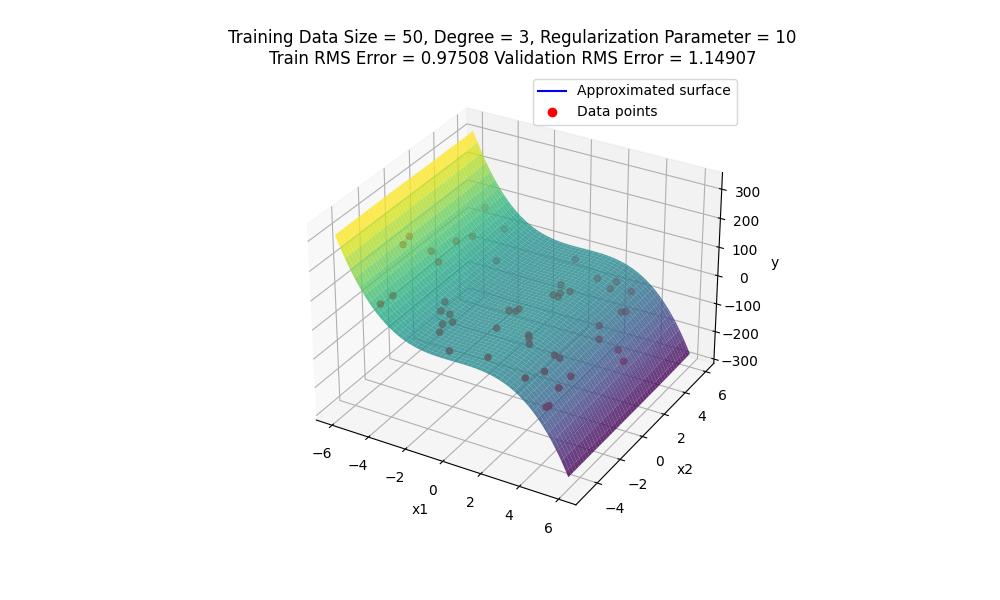 Training Data Size = 50, Degree = 3, Regularization Parameter = 10
Train RMS Error = 0.97508 Validation RMS Error = 1.14907
Approximated surface
Data points
300
200
100
0
−100
−200
−300
y
−6
−4
−2
0
2
4
6
x1
−4
−2
0
2
4
6
x2